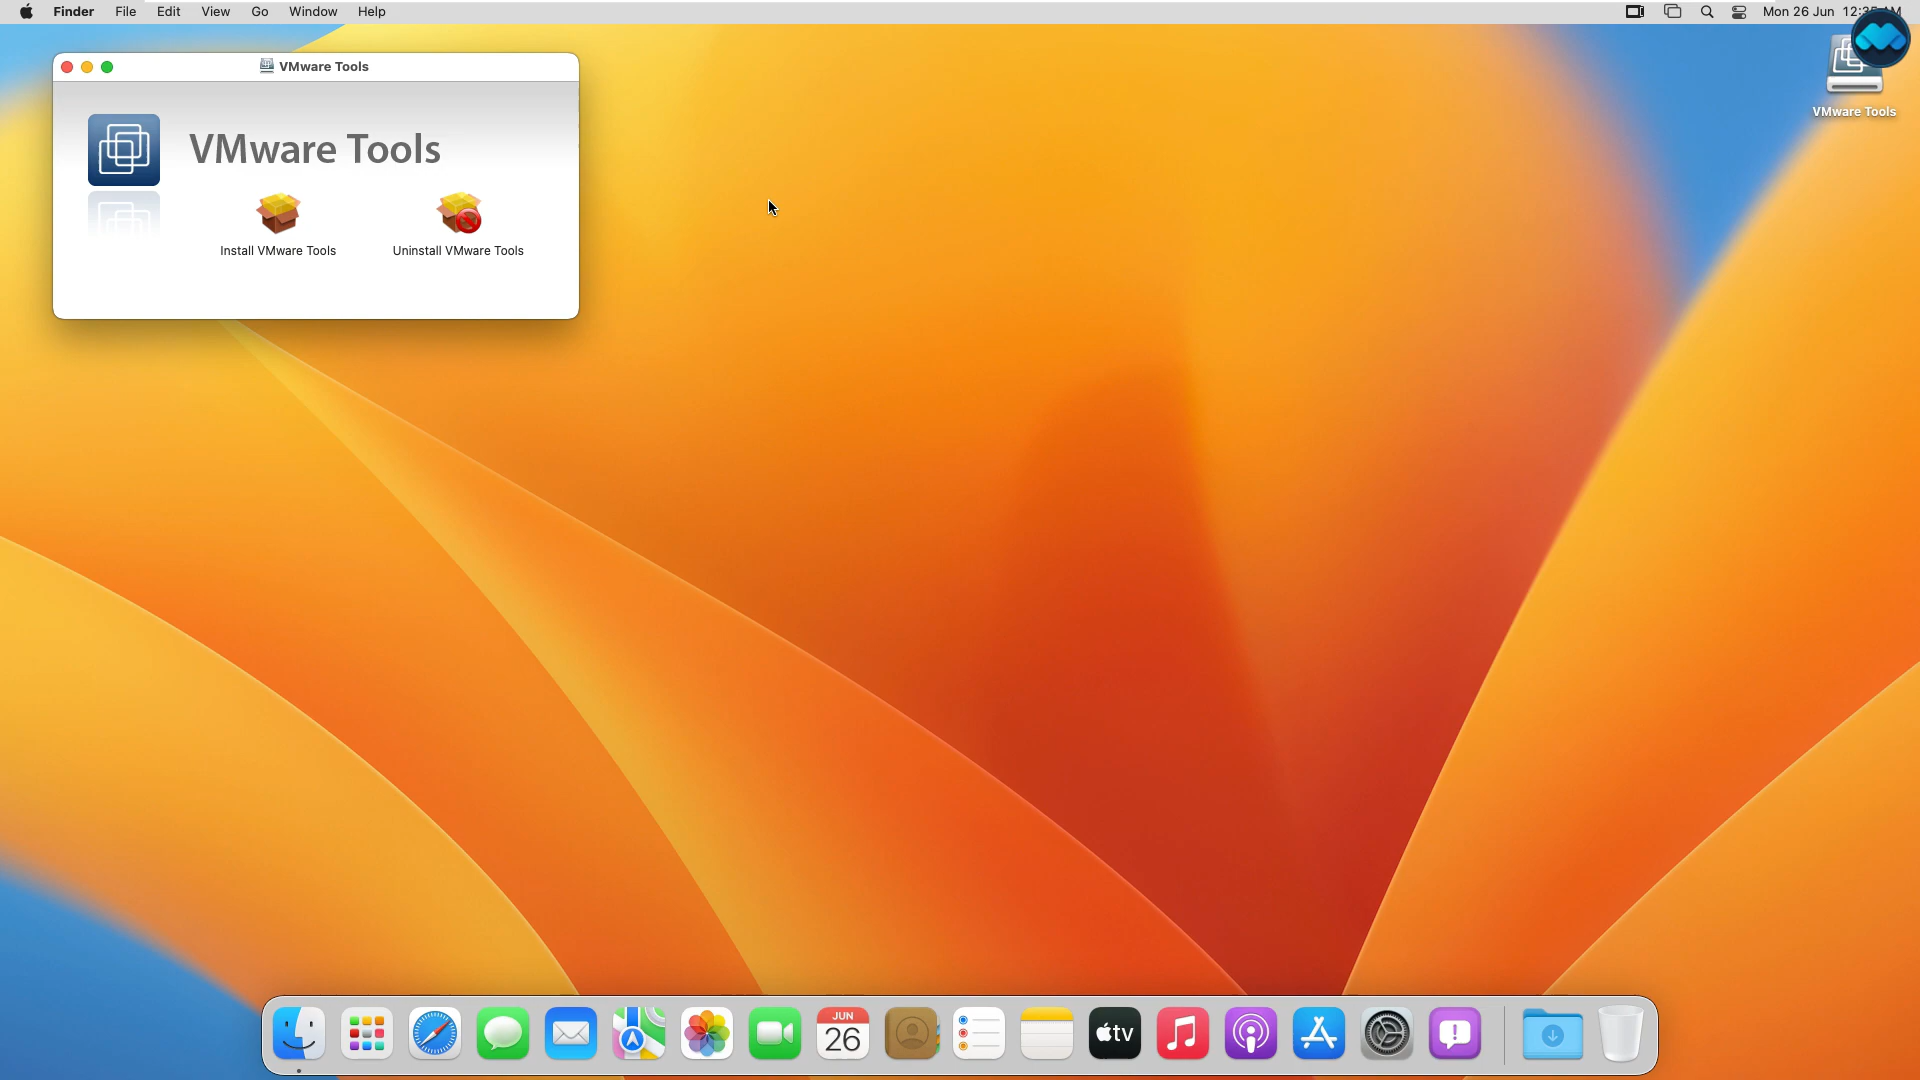 Finder File Edit View Go Window Help Mon 26 Jun
VMware Tools
VMware Tools
Install VMware Tools Uninstall VMware Tools
VMware Tools
tv
JUN
26